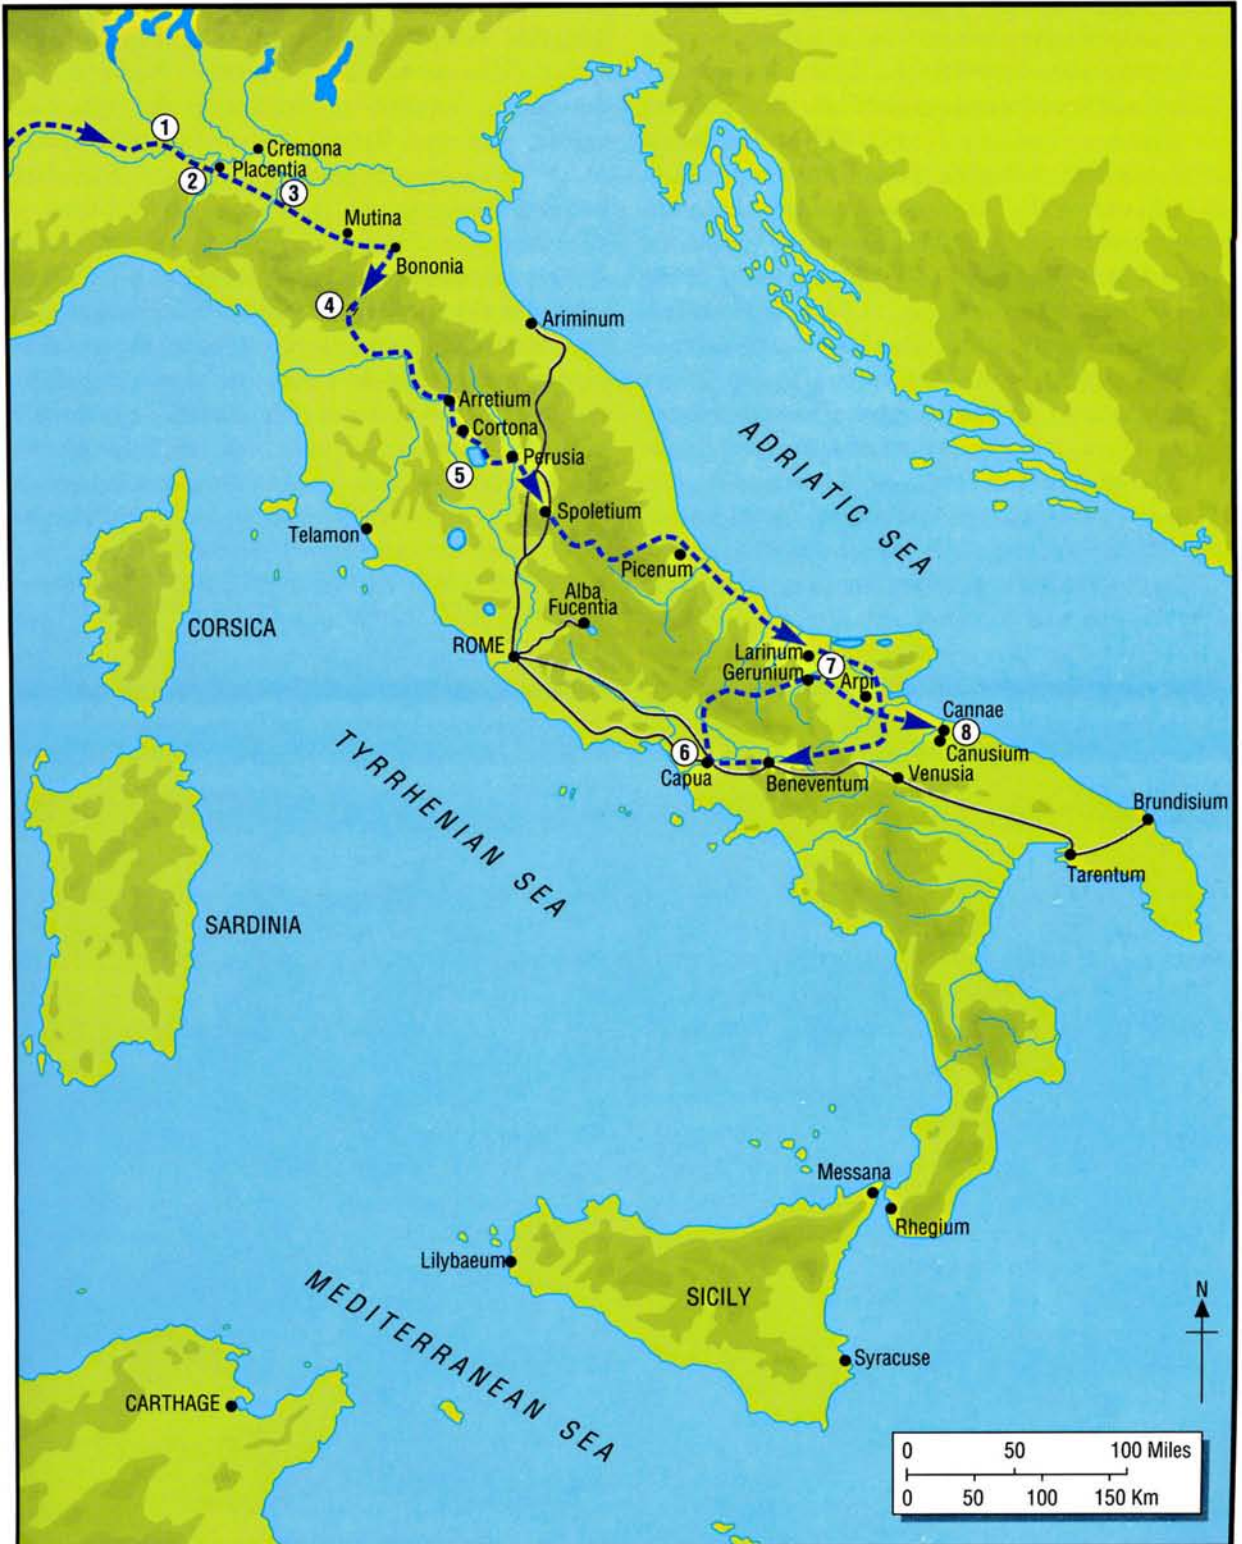 1
Cremona
Placentia
2
3
Mutina
Bononia
4
Ariminum
Arretium
Cortona
Perusia
5
Spoletium
Telamon
ADRIATIC SEA
Picenum
Alba
Fucentia
CORSICA
ROME
Larinum
7
Gerunium
Arpi
Cannae
8
Canusium
6
Capua
Beneventum
Venusia
TYRRHENIAN SEA
Brundisium
Tarentum
SARDINIA
Messana
Rhegium
Lilybaeum
SICILY
MEDITERRANEAN SEA
N
Syracuse
CARTHAGE
0 50 100 Miles
0 50 100 150 Km